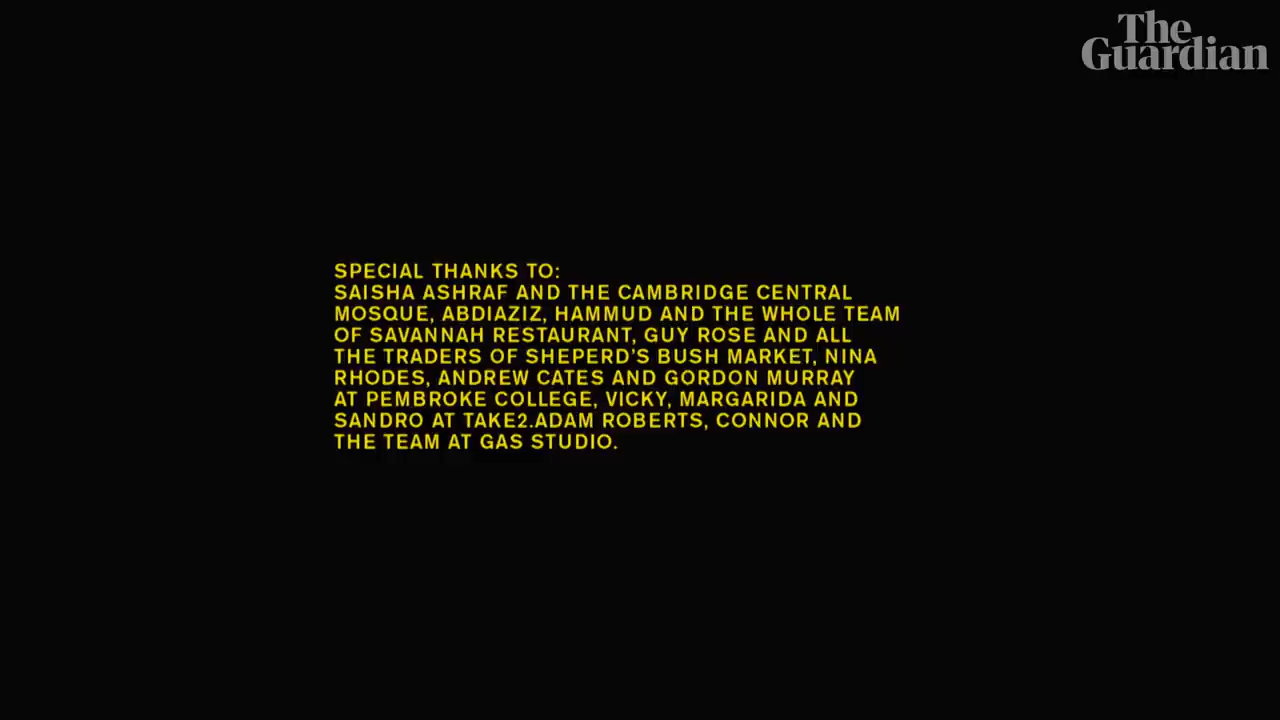 The
Guardian
SPECIAL THANKS TO:
SAISHA ASHRAF AND THE CAMBRIDGE CENTRAL
MOSQUE, ABDIAZIZ, HAMMUD AND THE WHOLE TEAM
OF SAVANNAH RESTAURANT, GUY ROSE AND ALL
THE TRADERS OF SHEPERD'S BUSH MARKET, NINA
RHODES, ANDREW CATES AND GORDON MURRAY
AT PEMBROKE COLLEGE, VICKY, MARGARIDA AND
SANDRO AT TAKE2.ADAM ROBERTS, CONNOR AND
THE TEAM AT GAS STUDIO.